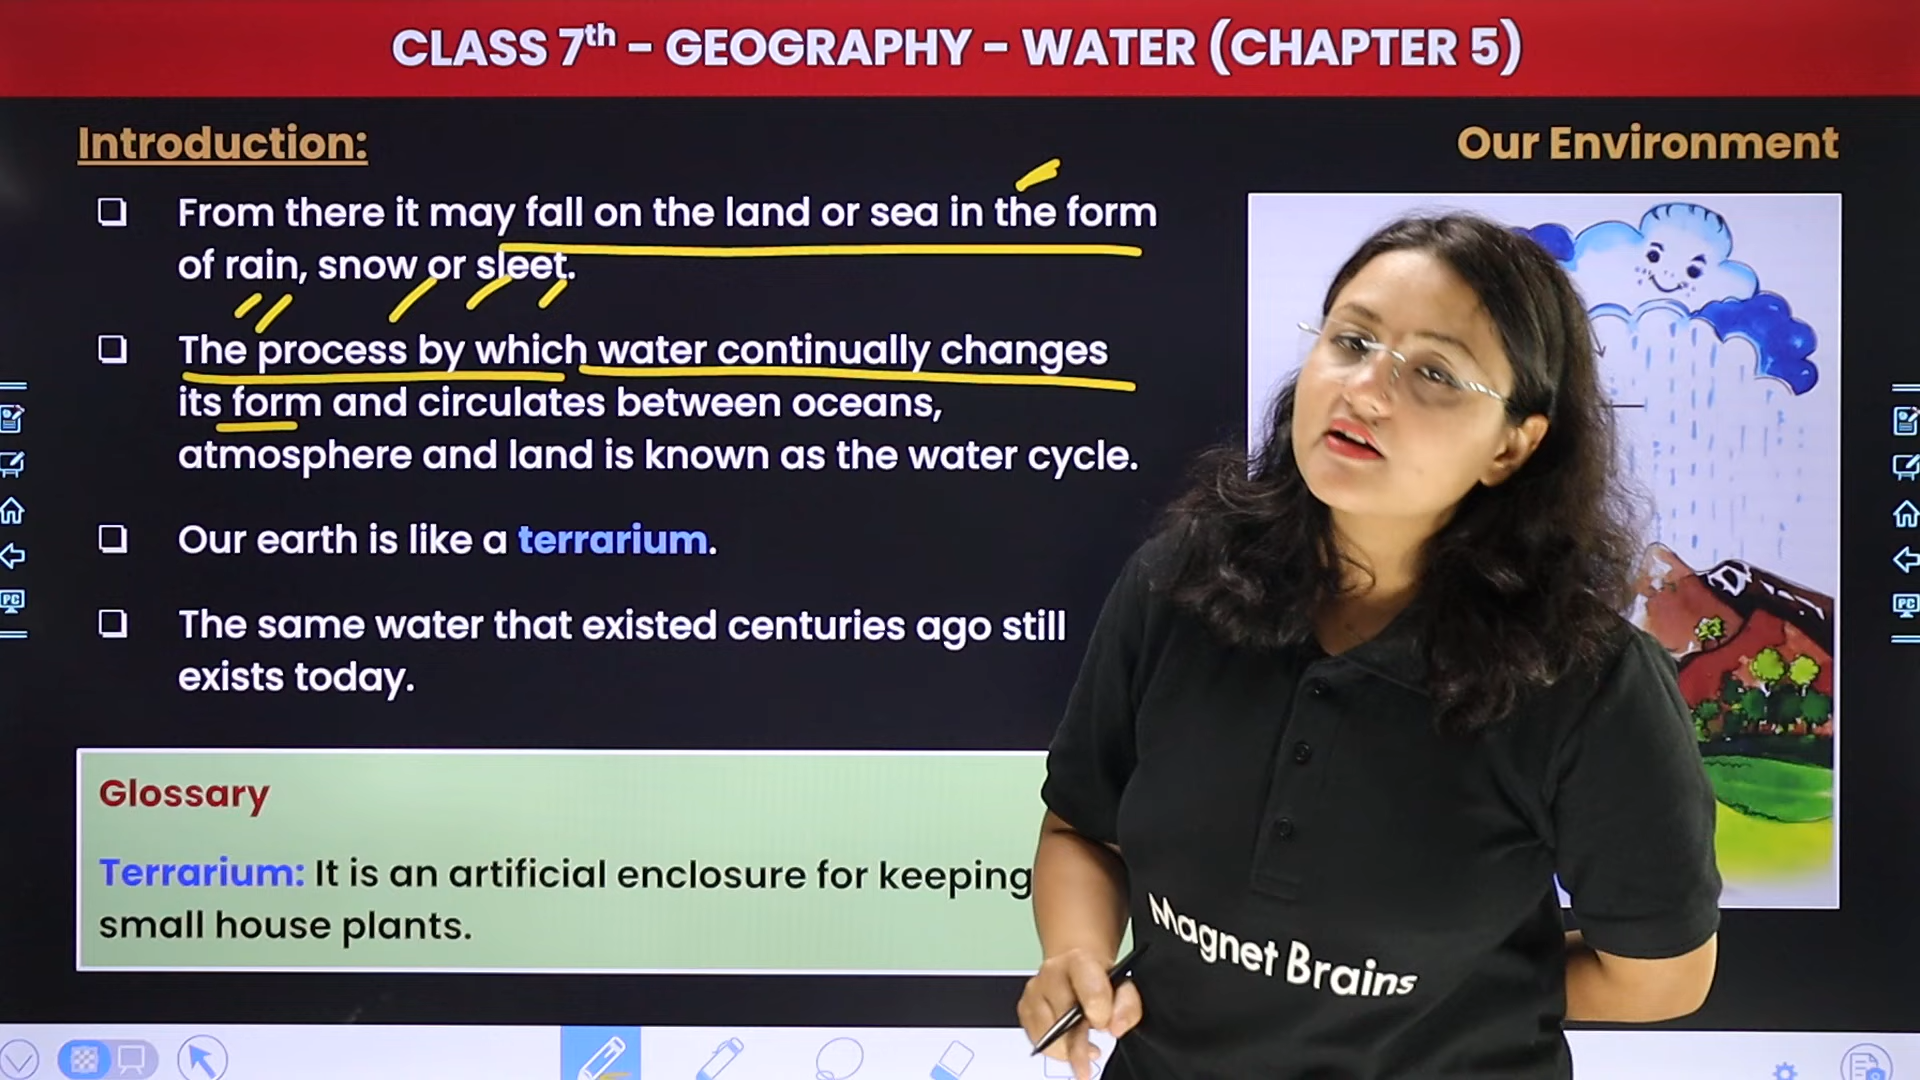 CLASS 7th - GEOGRAPHY - WATER (CHAPTER 5)
Introduction:
Our Environment
From there it may fall on the land or sea in the form
of rain, snow or sleet.
The process by which water continually changes
its form and circulates between oceans,
atmosphere and land is known as the water cycle.
Our earth is like a terrarium.
The same water that existed centuries ago still
exists today.
Glossary
Terrarium: It is an artificial enclosure for keeping
small house plants.
Magnet Brains
PC
PC